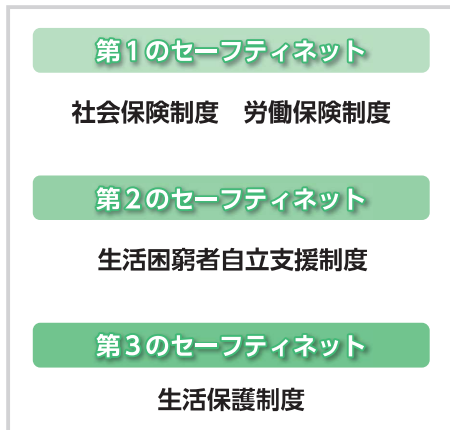 第1のセーフティネット
社会保険制度　労働保険制度
第2のセーフティネット
生活困窮者自立支援制度
第3のセーフティネット
生活保護制度